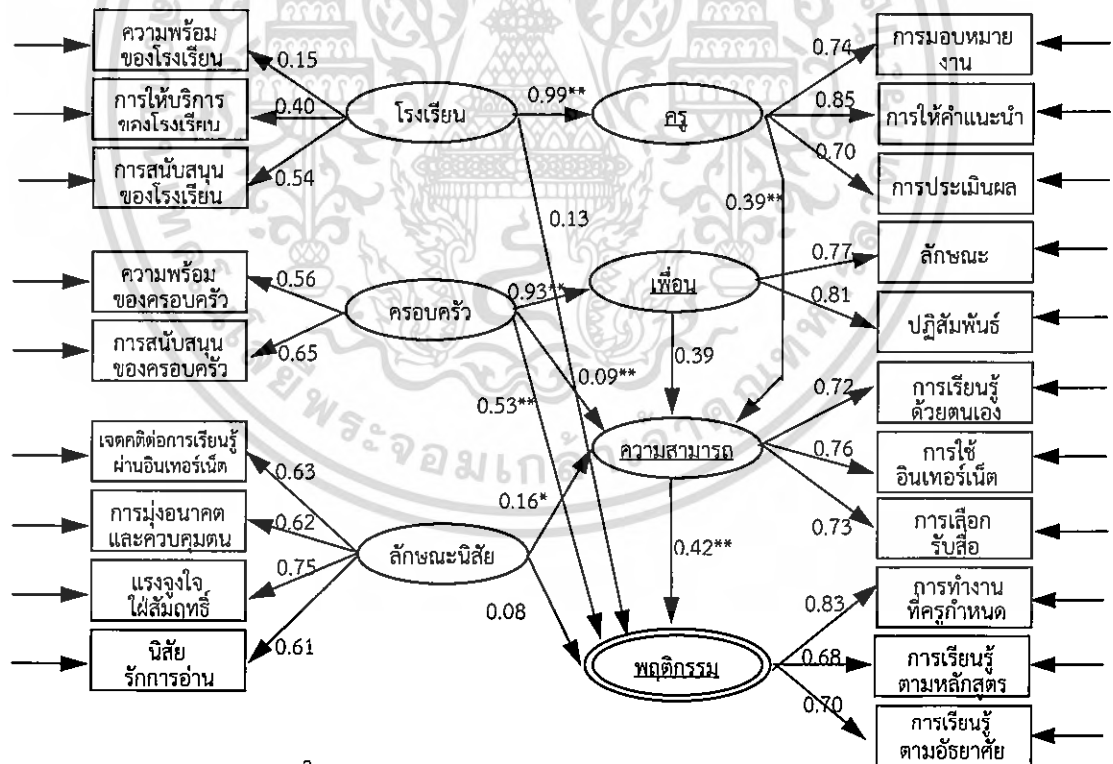 ความพร้อม
ของโรงเรียน
0.15
การให้บริการ
ของโรงเรียน
0.40
การสนับสนุน
ของโรงเรียน
0.54
โรงเรียน
0.99**
ครู
0.74
การมอบหมาย
งาน
0.85
การให้คำแนะนำ
0.70
การประเมินผล
0.39**
0.13
ความพร้อม
ของครอบครัว
0.56
การสนับสนุน
ของครอบครัว
0.65
ครอบครัว
0.93**
เพื่อน
0.77
ลักษณะ
0.81
ปฏิสัมพันธ์
0.39
0.09**
0.53**
ความสามารถ
0.72
การเรียนรู้
ด้วยตนเอง
0.76
การใช้
อินเทอร์เน็ต
0.73
การเลือก
รับสื่อ
เจตคติต่อการเรียนรู้
ผ่านอินเทอร์เน็ต
0.63
การมุ่งอนาคต
และควบคุมตน
0.62
แรงจูงใจ
ใฝ่สัมฤทธิ์
0.75
นิสัย
รักการอ่าน
0.61
ลักษณะนิสัย
0.16*
0.08
0.42**
พฤติกรรม
0.83
การทำงาน
ที่ครูกำหนด
0.68
การเรียนรู้
ตามหลักสูตร
0.70
การเรียนรู้
ตามอัธยาศัย